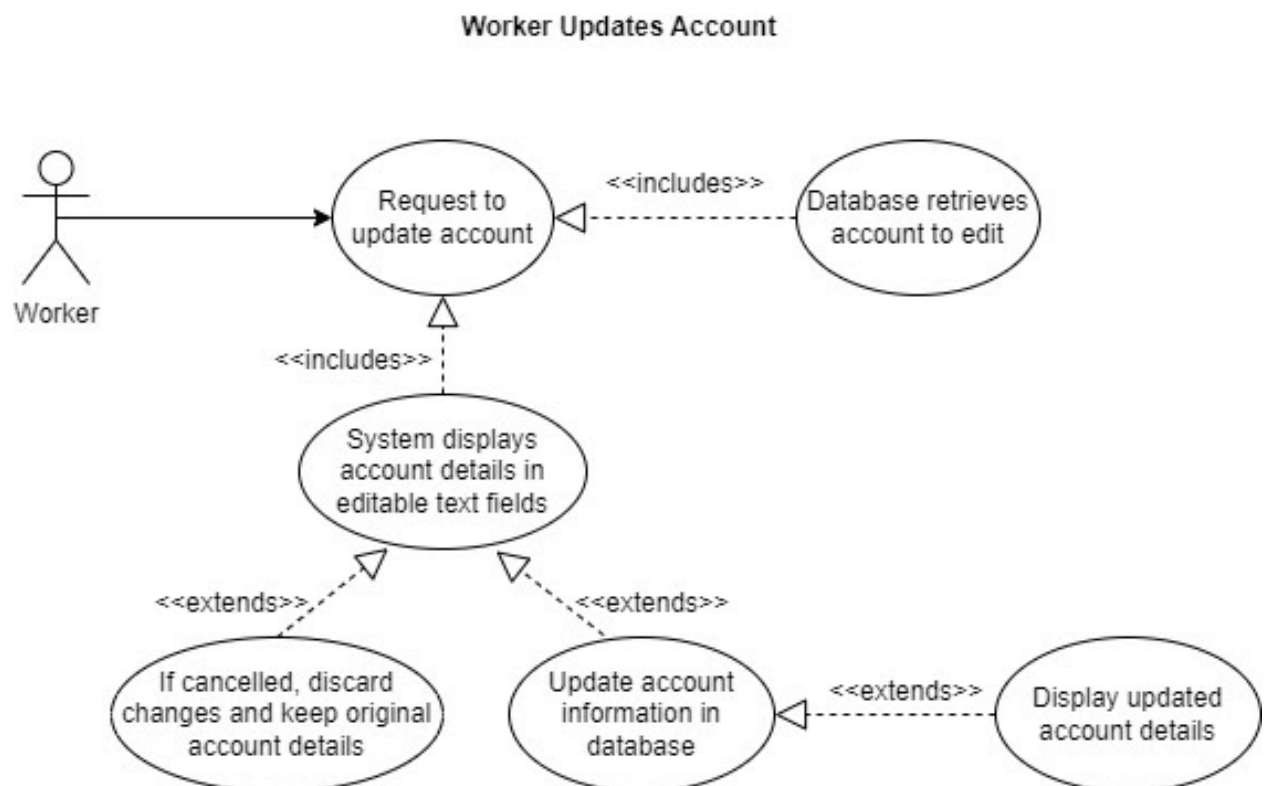 Worker Updates Account
Request to
update account
<<includes>>
Database retrieves
account to edit
Worker
<<includes>>
System displays
account details in
editable text fields
<<extends>>
<<extends>>
If cancelled, discard
changes and keep original
account details
Update account
information in
database
<<extends>>
Display updated
account details